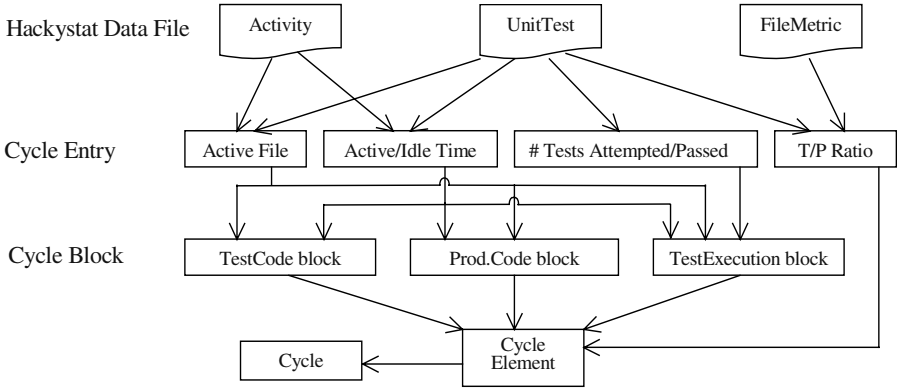 Hackystat Data File
Activity
UnitTest
FileMetric
Cycle Entry
Active File
Active/Idle Time
# Tests Attempted/Passed
T/P Ratio
Cycle Block
TestCode block
Prod.Code block
TestExecution block
Cycle
Cycle
Element